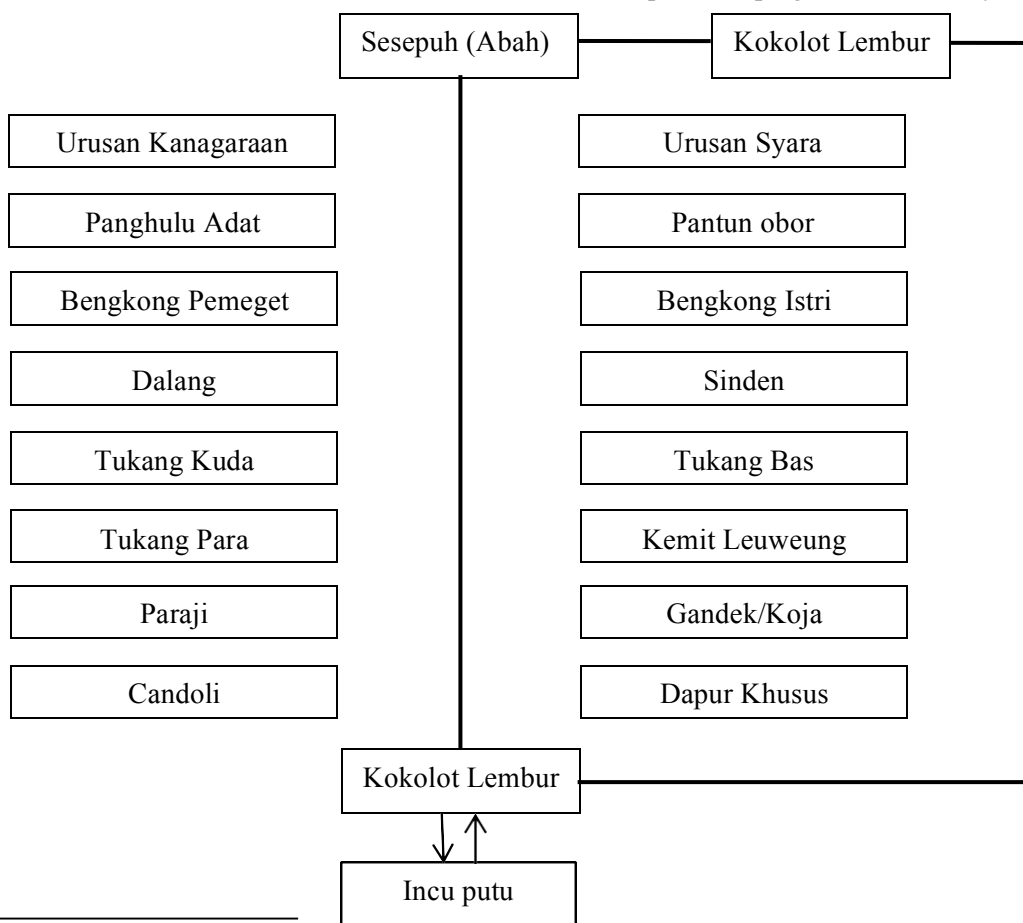 Sesepuh (Abah)
Kokolot Lembur
Urusan Kanagaraan
Urusan Syara
Panghulu Adat
Pantun obor
Bengkong Pemeget
Bengkong Istri
Dalang
Sinden
Tukang Kuda
Tukang Bas
Tukang Para
Kemit Leuweung
Paraji
Gandek/Koja
Candoli
Dapur Khusus
Kokolot Lembur
Incu putu